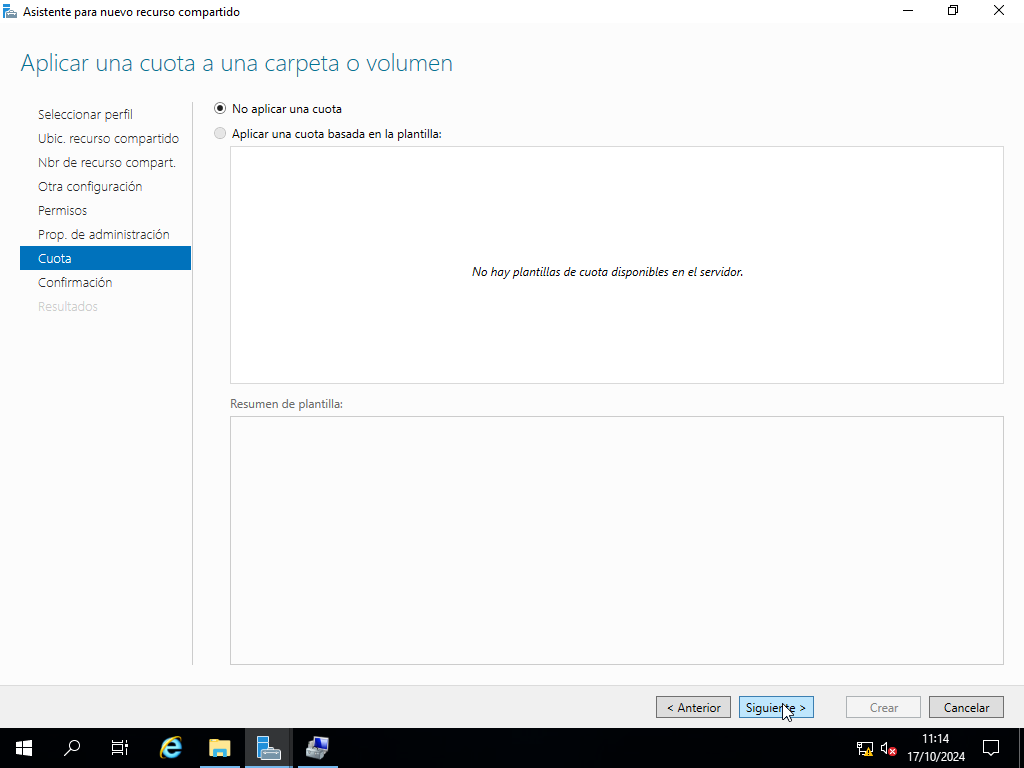 Asistente para nuevo recurso compartido
Aplicar una cuota a una carpeta o volumen
Seleccionar perfil
Ubic. recurso compartido
Nbr de recurso compart.
Otra configuración
Permisos
Prop. de administración
Cuota
Confirmación
Resultados
No aplicar una cuota
Aplicar una cuota basada en la plantilla:
No hay plantillas de cuota disponibles en el servidor.
Resumen de plantilla:
< Anterior
Siguiente >
Crear
Cancelar
11:14
17/10/2024